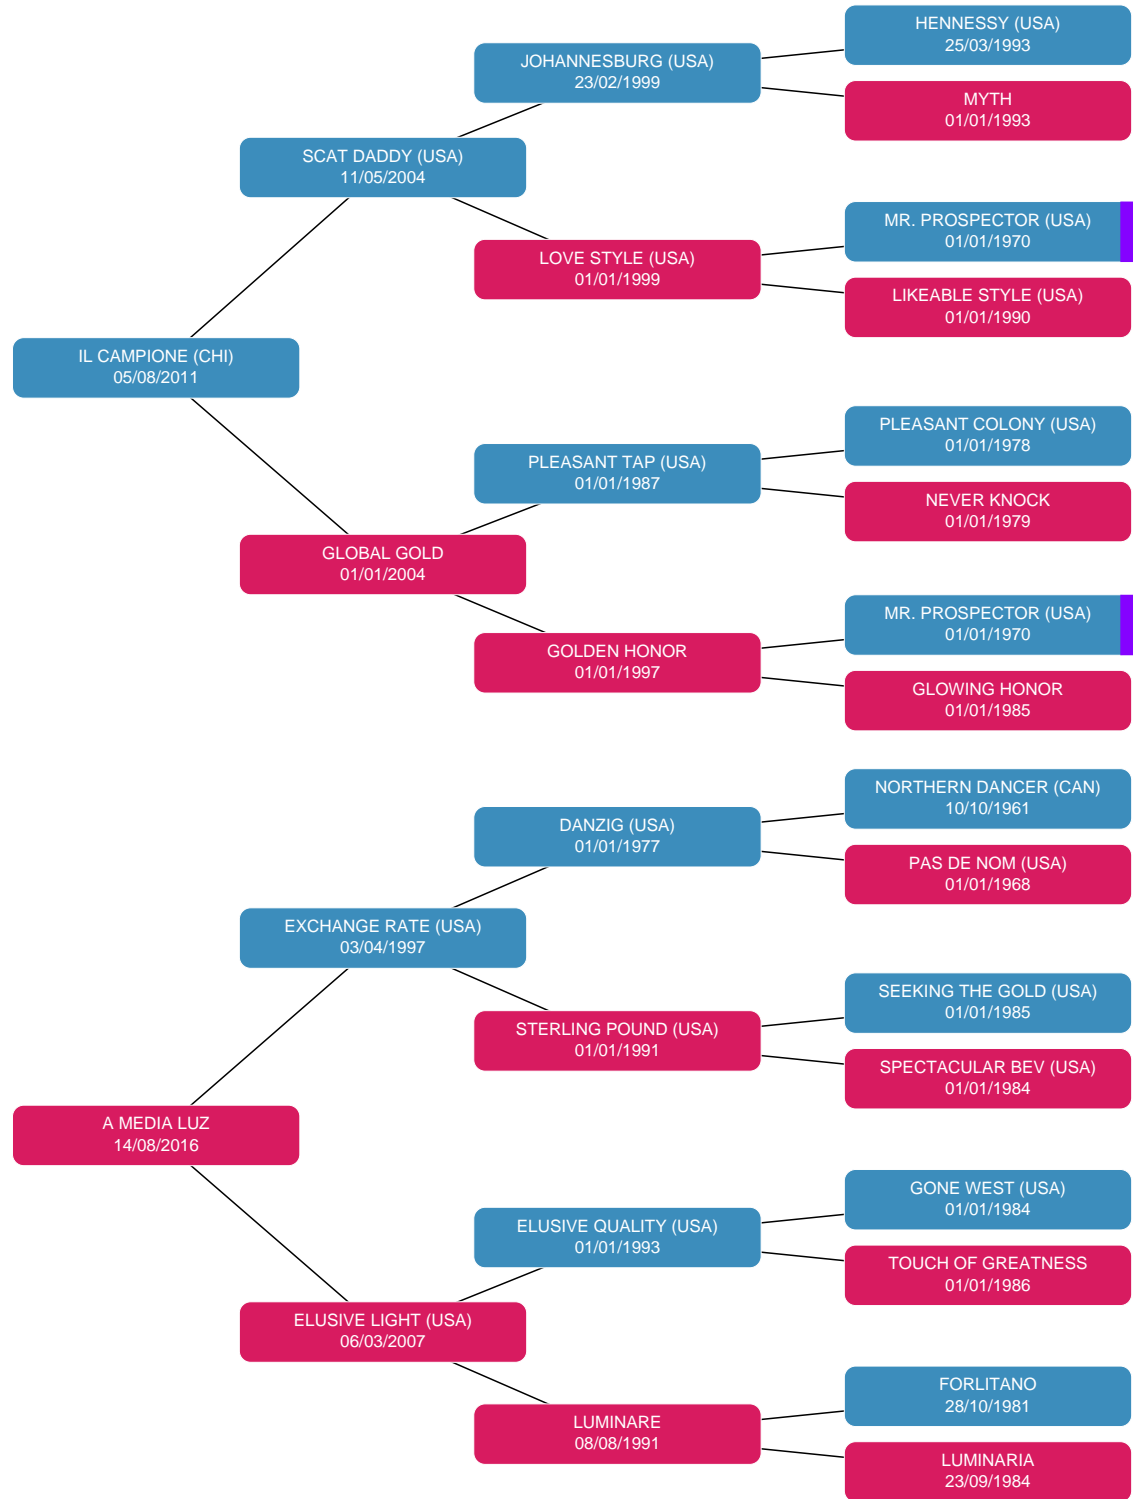 HENNESSY (USA)
25/03/1993
JOHANNESBURG (USA)
23/02/1999
MYTH
01/01/1993
SCAT DADDY (USA)
11/05/2004
MR. PROSPECTOR (USA)
01/01/1970
LOVE STYLE (USA)
01/01/1999
LIKEABLE STYLE (USA)
01/01/1990
IL CAMPIONE (CHI)
05/08/2011
PLEASANT COLONY (USA)
01/01/1978
PLEASANT TAP (USA)
01/01/1987
NEVER KNOCK
01/01/1979
GLOBAL GOLD
01/01/2004
MR. PROSPECTOR (USA)
01/01/1970
GOLDEN HONOR
01/01/1997
GLOWING HONOR
01/01/1985
NORTHERN DANCER (CAN)
10/10/1961
DANZIG (USA)
01/01/1977
PAS DE NOM (USA)
01/01/1968
EXCHANGE RATE (USA)
03/04/1997
SEEKING THE GOLD (USA)
01/01/1985
STERLING POUND (USA)
01/01/1991
SPECTACULAR BEV (USA)
01/01/1984
A MEDIA LUZ
14/08/2016
GONE WEST (USA)
01/01/1984
ELUSIVE QUALITY (USA)
01/01/1993
TOUCH OF GREATNESS
01/01/1986
ELUSIVE LIGHT (USA)
06/03/2007
FORLITANO
28/10/1981
LUMINARE
08/08/1991
LUMINARIA
23/09/1984